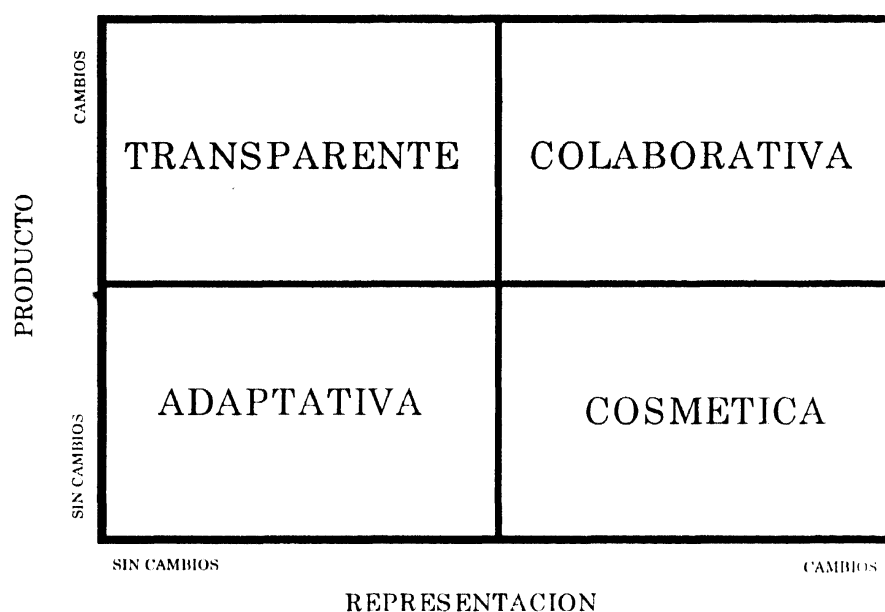 CAMBIOS
TRANSPARENTE
COLABORATIVA
PRODUCTO
ADAPTATIVA
COSMETICA
SIN CAMBIOS
SIN CAMBIOS
CAMBIOS
REPRESENTACION